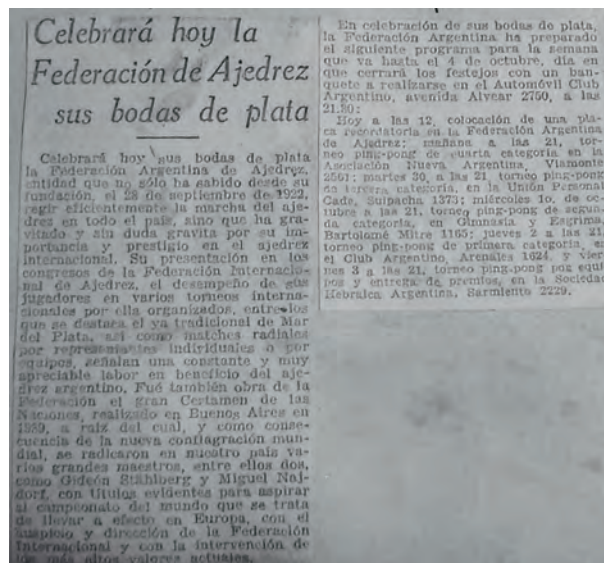 Celebrará hoy la
Federación de Ajedrez
sus bodas de plata
Celebrará hoy sus bodas de plata
la Federación Argentina de Ajedrez,
entidad que no sólo ha sabido desde su
fundación, el 28 de septiembre de 1922,
regir eficientemente la marcha del aje-
drez en todo el país, sino que ha gra-
vitado y sin duda gravita por su im-
portancia y prestigio en el ajedrez
internacional. Su presentación en los
congresos de la Federación Internacio-
nal de Ajedrez, el desempeño de sus
jugadores en varios torneos interna-
cionales por ella organizados, entre los
que se destaca el ya tradicional de Mar
del Plata, así como matches radiales
por representantes individuales o por
equipos, señalan una constante y muy
apreciable labor en beneficio del aje-
drez argentino. Fué también obra de la
Federación el gran Certamen de las
Naciones, realizado en Buenos Aires en
1939, a raíz del cual, y como conse-
cuencia de la nueva conflagración mun-
dial, se radicaron en nuestro país va-
rios grandes maestros, entre ellos dos,
como Gideón Stahlberg y Miguel Naj-
dorf, con títulos evidentes para aspirar
al campeonato del mundo que se trata
de llevar a efecto en Europa, con el
auspicio y dirección de la Federación
Internacional y con la intervención de
los más altos valores actuales.
En celebración de sus bodas de plata,
la Federación Argentina ha preparado
el siguiente programa para la semana
que va hasta el 4 de octubre, día en
que cerrará los festejos con un ban-
quete a realizarse en el Automóvil Club
Argentino, avenida Alvear 2750, a las
21.30:
Hoy a las 12, colocación de una pla-
ca recordatoria en la Federación Argentina
de Ajedrez; mañana a las 21, tor-
neo ping-pong de cuarta categoría en la
Asociación Nueva Argentina, Viamonte
2561; martes 30, a las 21 torneo ping-pong
de tercera categoría, en la Unión Personal
Cade, Suipacha 1373; miércoles 1o. de oc-
tubre a las 21, torneo ping-pong de segun-
da categoría, en Gimnasia y Esgrima,
Bartolomé Mitre 1165; jueves 2 a las 21,
torneo ping-pong de primera categoría, en
el Club Argentino, Arenales 1624, y vier-
nes 3 a las 21, torneo ping-pong por equi-
pos y entrega de premios, en la Sociedad
Hebraica Argentina, Sarmiento 2229.